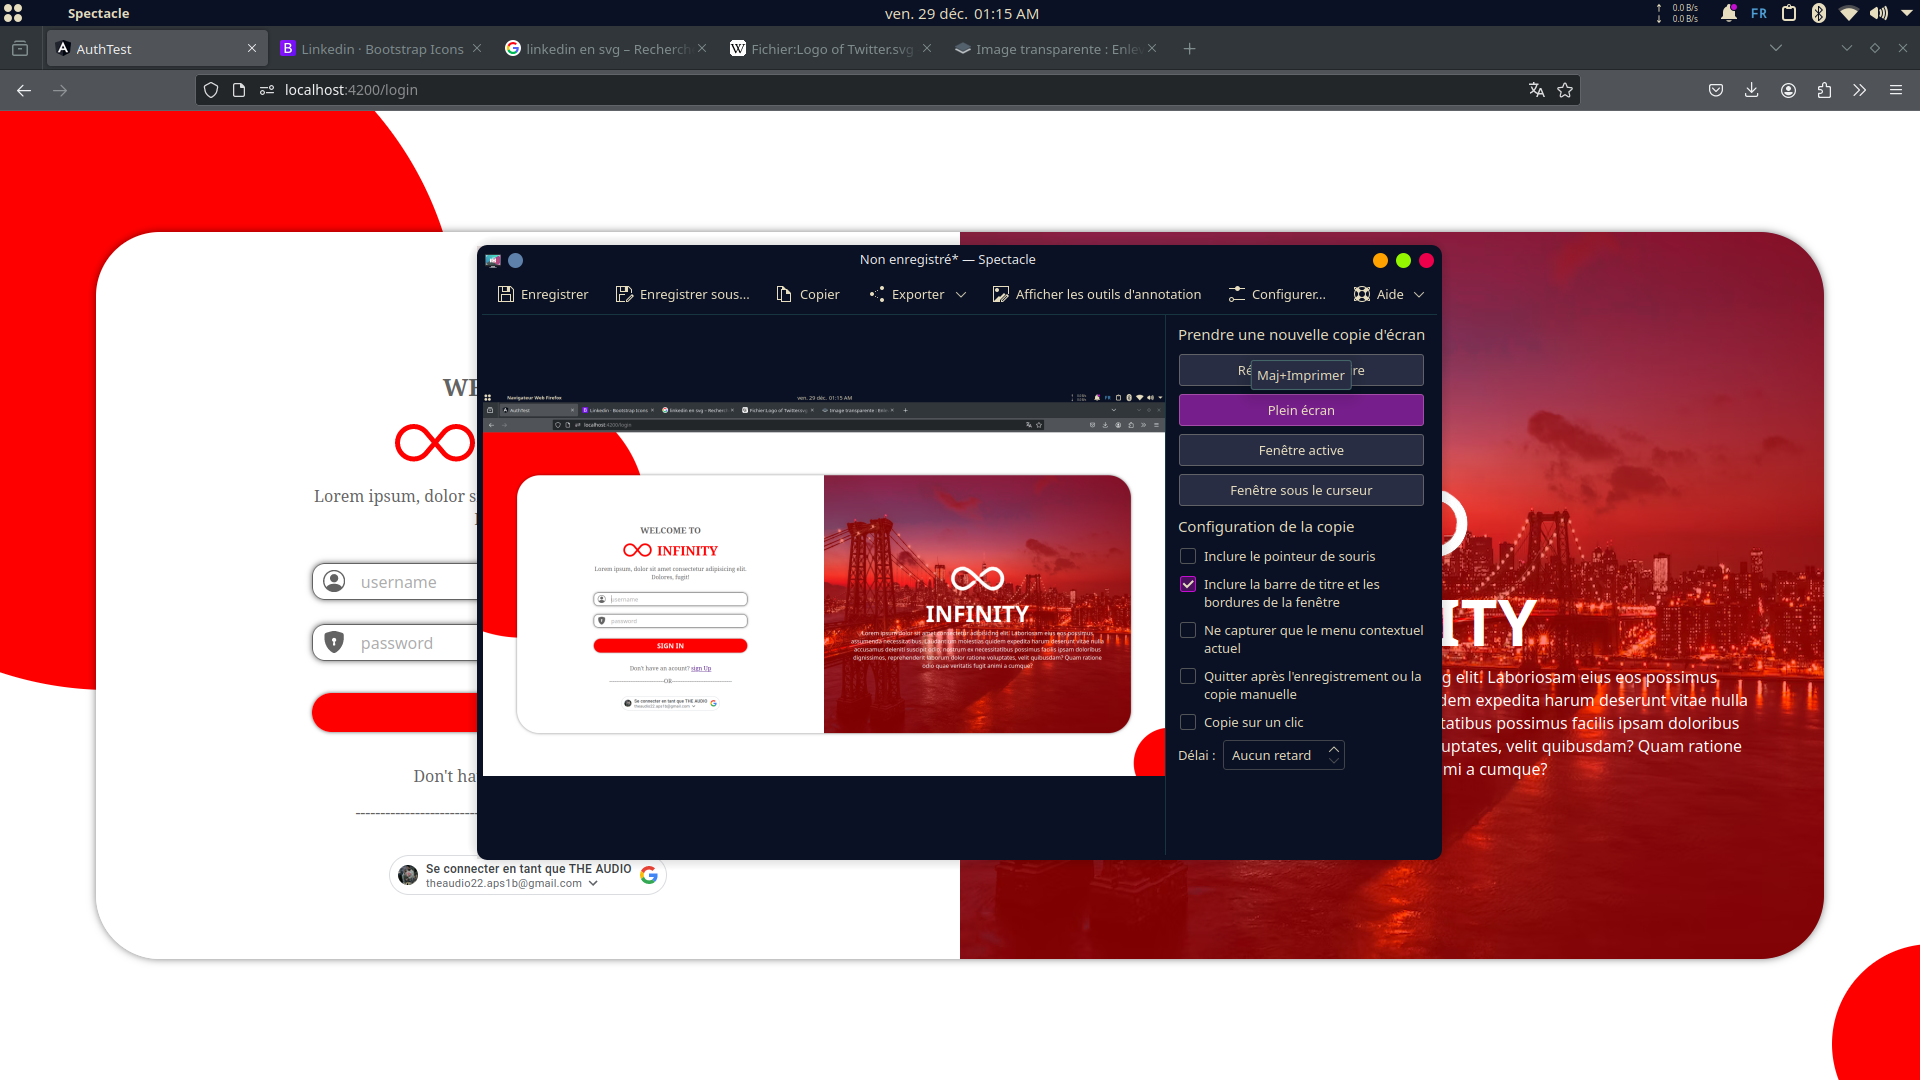 Spectacle
ven. 29 déc. 01:15 AM
0.0 B/s
0.0 B/s
FR
AuthTest
Linkedin · Bootstrap Icons
linkedin en svg – Recherch
Fichier:Logo of Twitter.svg
Image transparente : Enlev
localhost:4200/login
Non enregistré* — Spectacle
Enregistrer
Enregistrer sous...
Copier
Exporter
Afficher les outils d'annotation
Configurer...
Aide
Prendre une nouvelle copie d'écran
Maj+Imprimer
Plein écran
Fenêtre active
Fenêtre sous le curseur
Configuration de la copie
Inclure le pointeur de souris
Inclure la barre de titre et les
bordures de la fenêtre
Ne capturer que le menu contextuel
actuel
Quitter après l'enregistrement ou la
copie manuelle
Copie sur un clic
Délai :
Aucun retard
Navigateur Web Firefox
ven. 29 déc. 01:15 AM
AuthTest
Linkedin · Bootstrap Icons
linkedin en svg – Recherch
Fichier:Logo of Twitter.svg
Image transparente : Enlev
localhost:4200/login
WELCOME TO
INFINITY
Lorem ipsum, dolor sit amet consectetur adipisicing elit.
Dolores, fugit!
username
password
SIGN IN
Don't have an acount? sign Up
OR
Se connecter en tant que THE AUDIO
theaudio22.aps1b@gmail.com
INFINITY
Lorem ipsum dolor sit amet consectetur adipisicing elit. Laboriosam eius eos possimus
assumenda necessitatibus. Laudantium molestias quidem expedita harum deserunt vitae nulla
accusamus deleniti suscipit odio, nostrum ex necessitatibus possimus facilis ipsam doloribus
dignissimos, reprehenderit laborum dolor ratione voluptates, velit quibusdam? Quam ratione
odio quae veritatis fugit animi a cumque?
WE
Lorem ipsum, dolor s
username
password
Don't ha
Se connecter en tant que THE AUDIO
theaudio22.aps1b@gmail.com
ITY
g elit. Laboriosam eius eos possimus
dem expedita harum deserunt vitae nulla
tatibus possimus facilis ipsam doloribus
uptates, velit quibusdam? Quam ratione
mi a cumque?